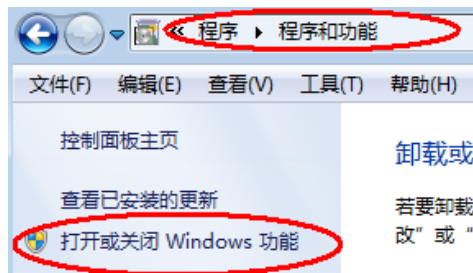 « 程序 ▸ 程序和功能
文件(F) 编辑(E) 查看(V) 工具(T) 帮助(H)
控制面板主页
查看已安装的更新
打开或关闭 Windows 功能
卸载或
若要卸载
改”或“